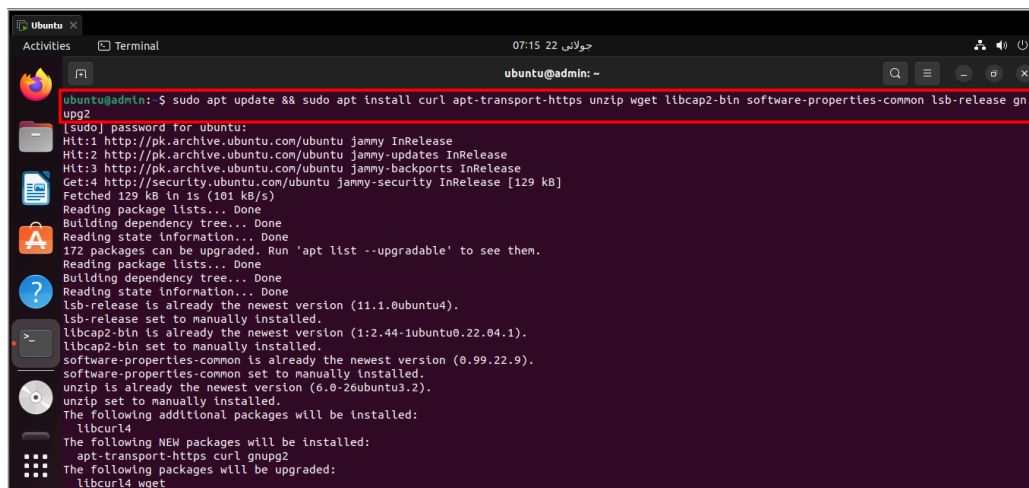 Ubuntu
Activities Terminal 07:15 22 جولائی
ubuntu@admin: ~
ubuntu@admin:~$ sudo apt update && sudo apt install curl apt-transport-https unzip wget libcap2-bin software-properties-common lsb-release gn
upg2
[sudo] password for ubuntu:
Hit:1 http://pk.archive.ubuntu.com/ubuntu jammy InRelease
Hit:2 http://pk.archive.ubuntu.com/ubuntu jammy-updates InRelease
Hit:3 http://pk.archive.ubuntu.com/ubuntu jammy-backports InRelease
Get:4 http://security.ubuntu.com/ubuntu jammy-security InRelease [129 kB]
Fetched 129 kB in 1s (101 kB/s)
Reading package lists... Done
Building dependency tree... Done
Reading state information... Done
172 packages can be upgraded. Run 'apt list --upgradable' to see them.
Reading package lists... Done
Building dependency tree... Done
Reading state information... Done
lsb-release is already the newest version (11.1.0ubuntu4).
lsb-release set to manually installed.
libcap2-bin is already the newest version (1:2.44-1ubuntu0.22.04.1).
libcap2-bin set to manually installed.
software-properties-common is already the newest version (0.99.22.9).
software-properties-common set to manually installed.
unzip is already the newest version (6.0-26ubuntu3.2).
unzip set to manually installed.
The following additional packages will be installed:
libcurl4
The following NEW packages will be installed:
apt-transport-https curl gnupg2
The following packages will be upgraded:
libcurl4 wget